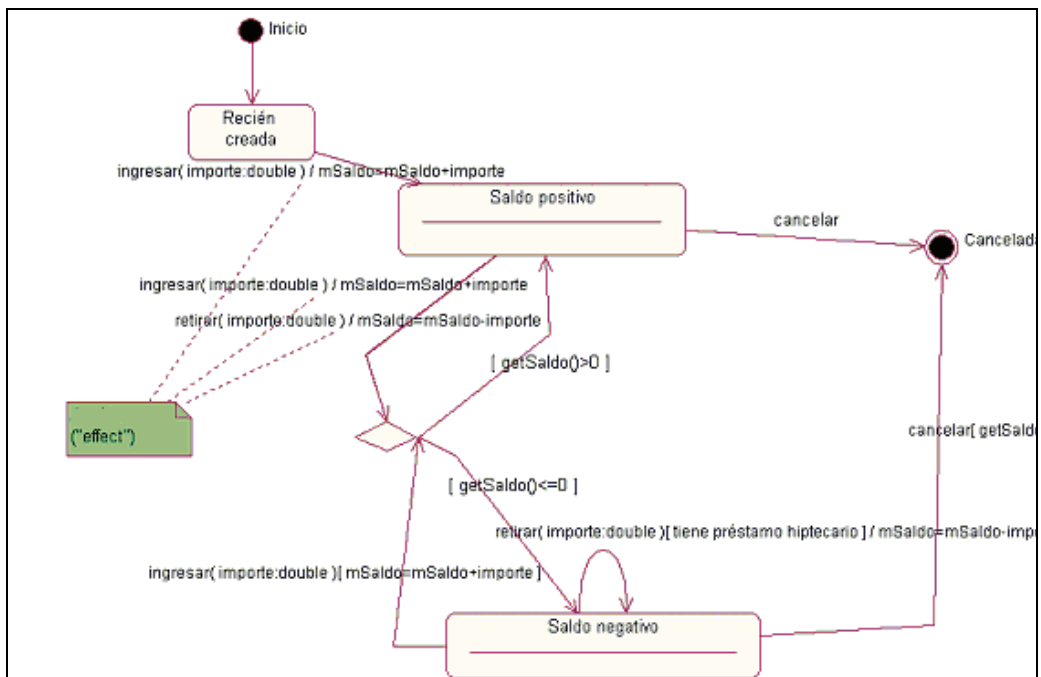 Inicio
Recién
creada
ingresar( importe:double ) / mSaldo=mSaldo+importe
Saldo positivo
cancelar
Cancelada
ingresar( importe:double ) / mSaldo=mSaldo+importe
retirar( importe:double ) / mSaldo=mSaldo-importe
[ getSaldo()>0 ]
("effect")
cancelar[ getSald
[ getSaldo()<=0 ]
retirar( importe:double )[ tiene préstamo hiptecario ] / mSaldo=mSaldo-imp
ingresar( importe:double )[ mSaldo=mSaldo+importe ]
Saldo negativo